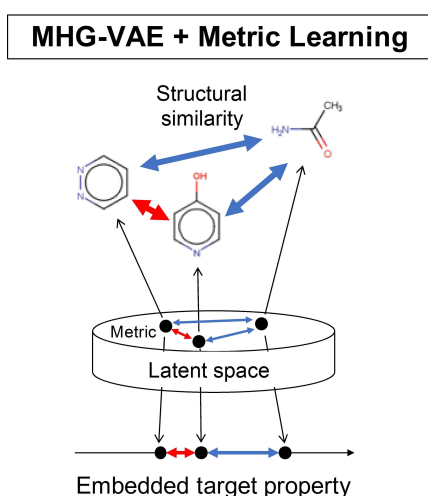 MHG-VAE + Metric Learning
Structural
similarity
CH₃
H₂N
O
OH
N
N
N
Metric
Latent space
Embedded target property